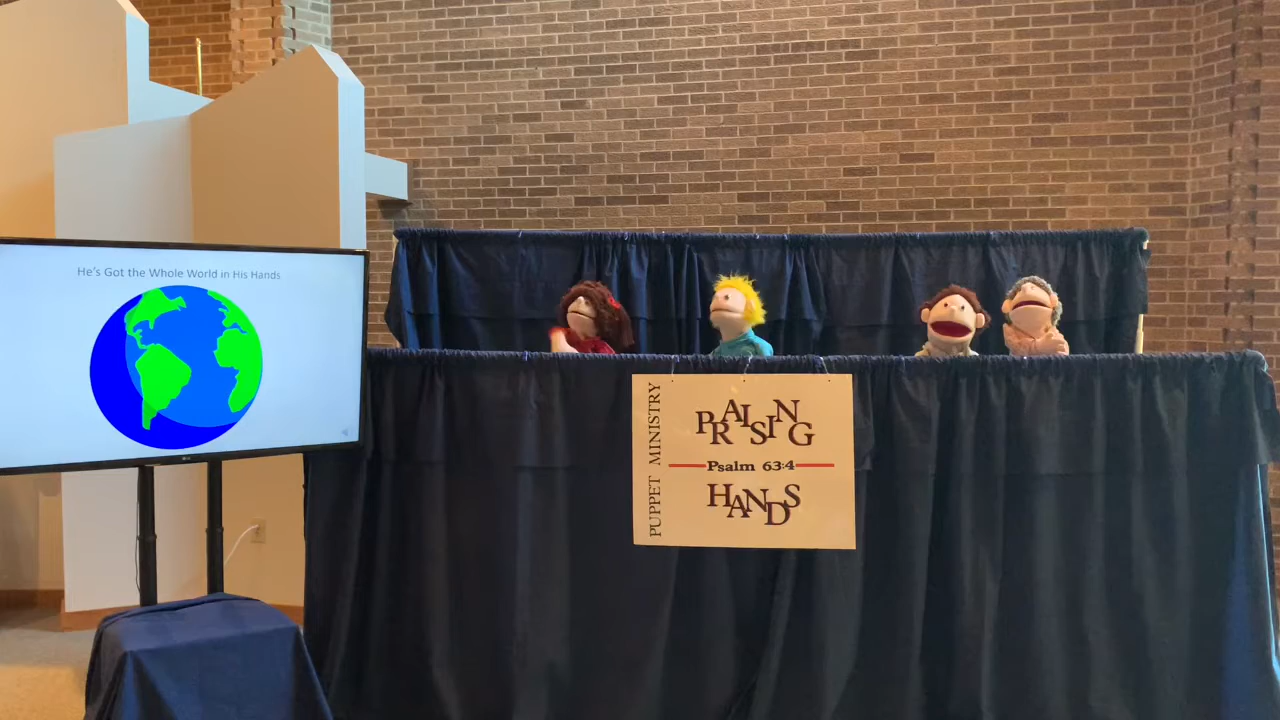 He's Got the Whole World in His Hands
PUPPET MINISTRY
PRAISING
Psalm 63:4
HANDS